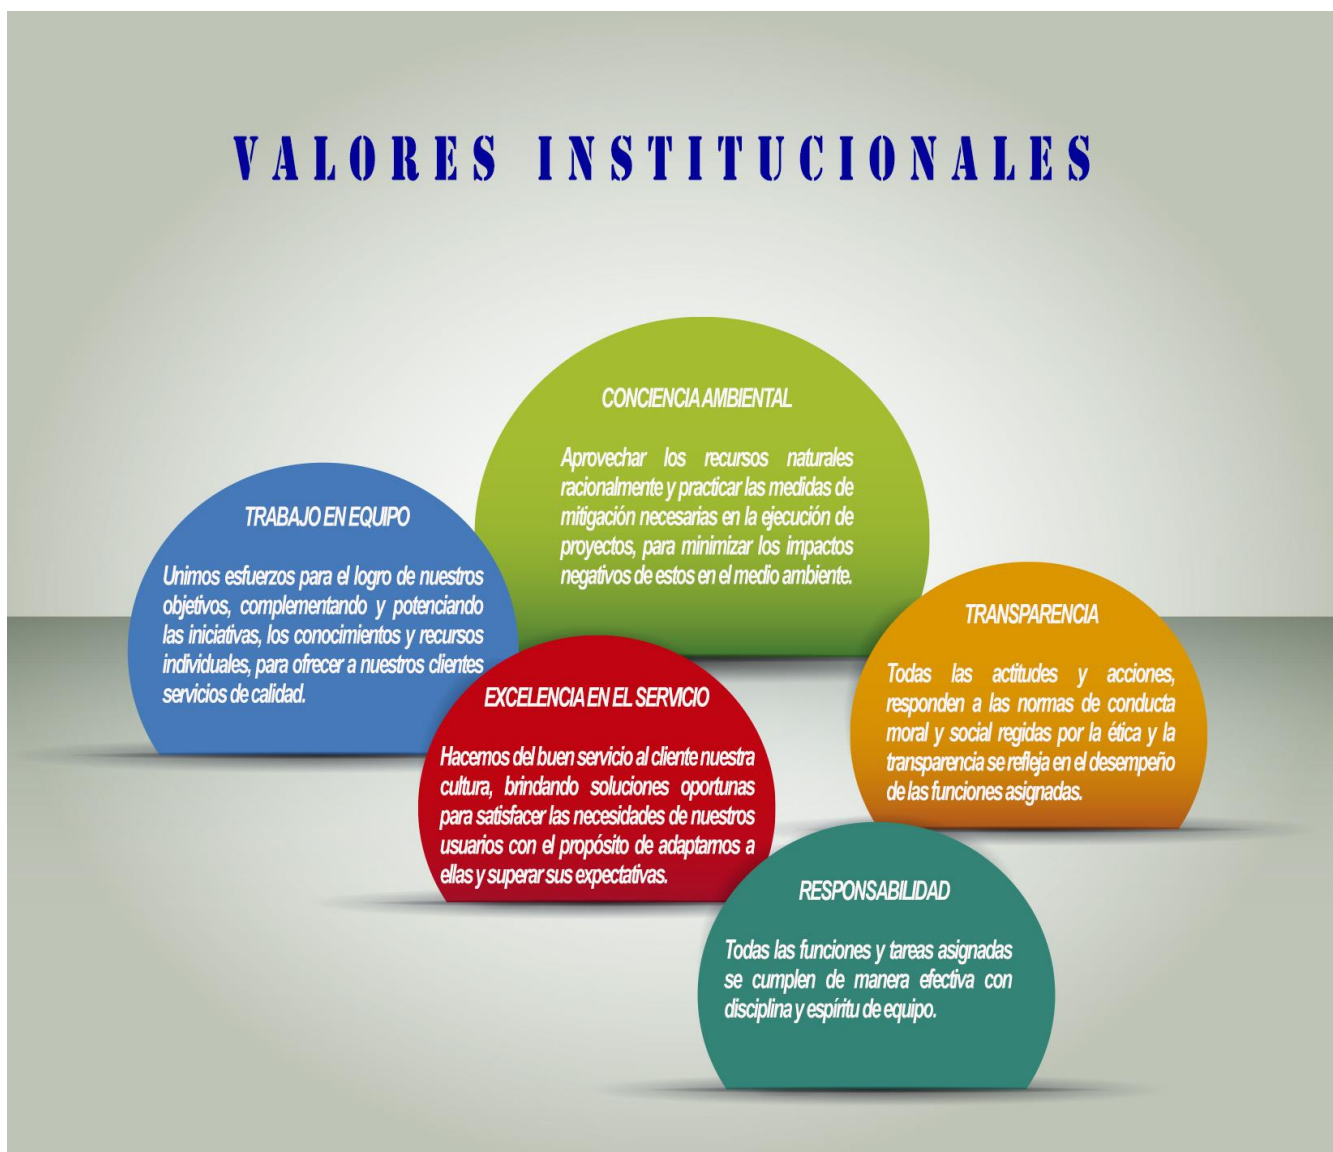 VALORES INSTITUCIONALES
CONCIENCIA AMBIENTAL
Aprovechar los recursos naturales
racionalmente y practicar las medidas de
mitigación necesarias en la ejecución de
proyectos, para minimizar los impactos
negativos de estos en el medio ambiente.
TRABAJO EN EQUIPO
Unimos esfuerzos para el logro de nuestros
objetivos, complementando y potenciando
las iniciativas, los conocimientos y recursos
individuales, para ofrecer a nuestros clientes
servicios de calidad.
TRANSPARENCIA
Todas las actitudes y acciones,
responden a las normas de conducta
moral y social regidas por la ética y la
transparencia se refleja en el desempeño
de las funciones asignadas.
EXCELENCIA EN EL SERVICIO
Hacemos del buen servicio al cliente nuestra
cultura, brindando soluciones oportunas
para satisfacer las necesidades de nuestros
usuarios con el propósito de adaptarnos a
ellas y superar sus expectativas.
RESPONSABILIDAD
Todas las funciones y tareas asignadas
se cumplen de manera efectiva con
disciplina y espíritu de equipo.